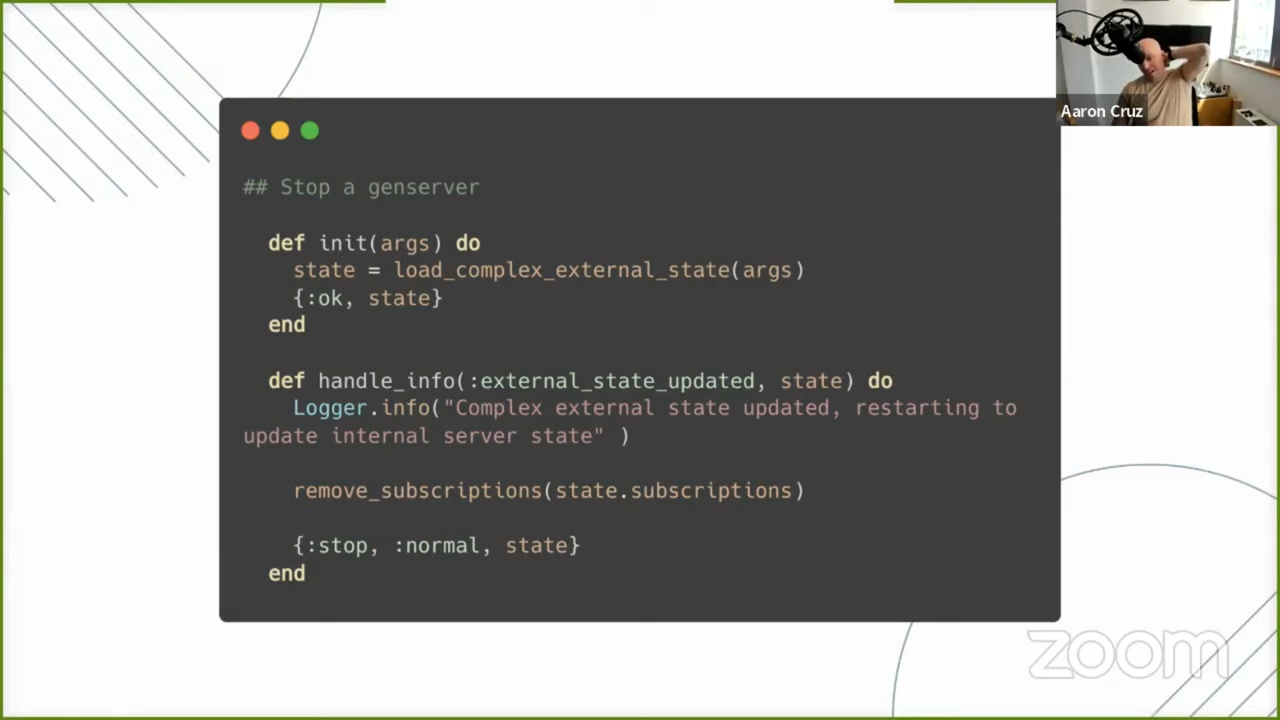 Aaron Cruz
## Stop a genserver
def init(args) do
state = load_complex_external_state(args)
{:ok, state}
end
def handle_info(:external_state_updated, state) do
Logger.info("Complex external state updated, restarting to
update internal server state" )
remove_subscriptions(state.subscriptions)
{:stop, :normal, state}
end
zoom